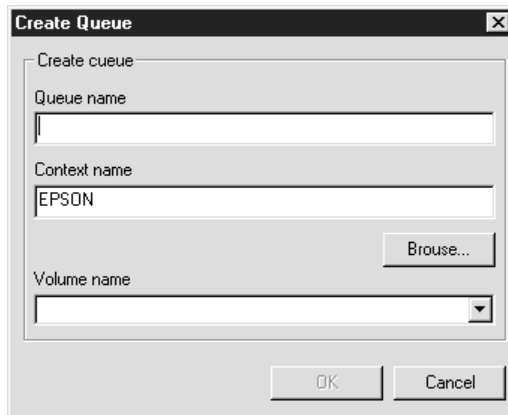 Create Queue
Create cueue
Queue name
Context name
EPSON
Brouse...
Volume name
OK
Cancel